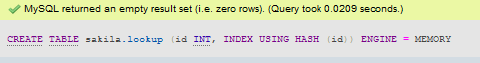 MySQL returned an empty result set (i.e. zero rows). (Query took 0.0209 seconds.)
CREATE TABLE sakila.lookup (id INT, INDEX USING HASH (id)) ENGINE = MEMORY